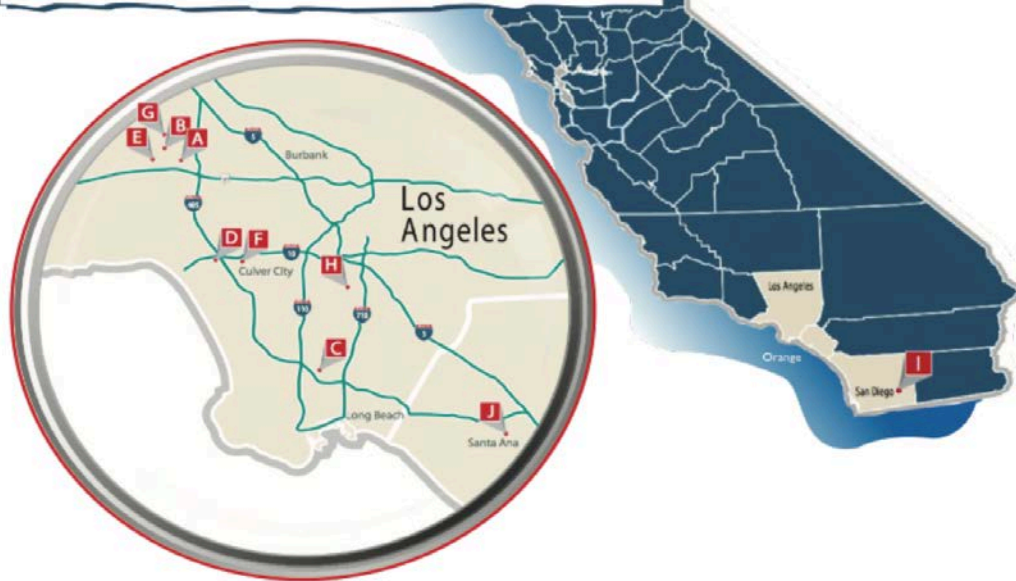 G
B
E
A
5
Burbank
405
Los
Angeles
D
F
10
Culver City
H
110
710
5
C
Long Beach
J
Santa Ana
Los Angeles
Orange
San Diego
I